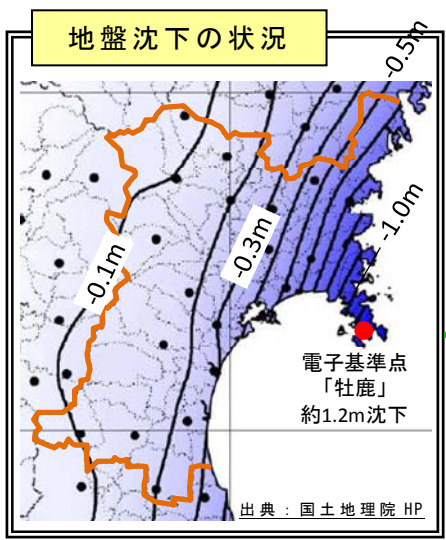 地盤沈下の状況
-0.5m
-1.0m
-0.3m
-0.1m
電子基準点
「牡鹿」
約1.2m沈下
出典：国土地理院 HP